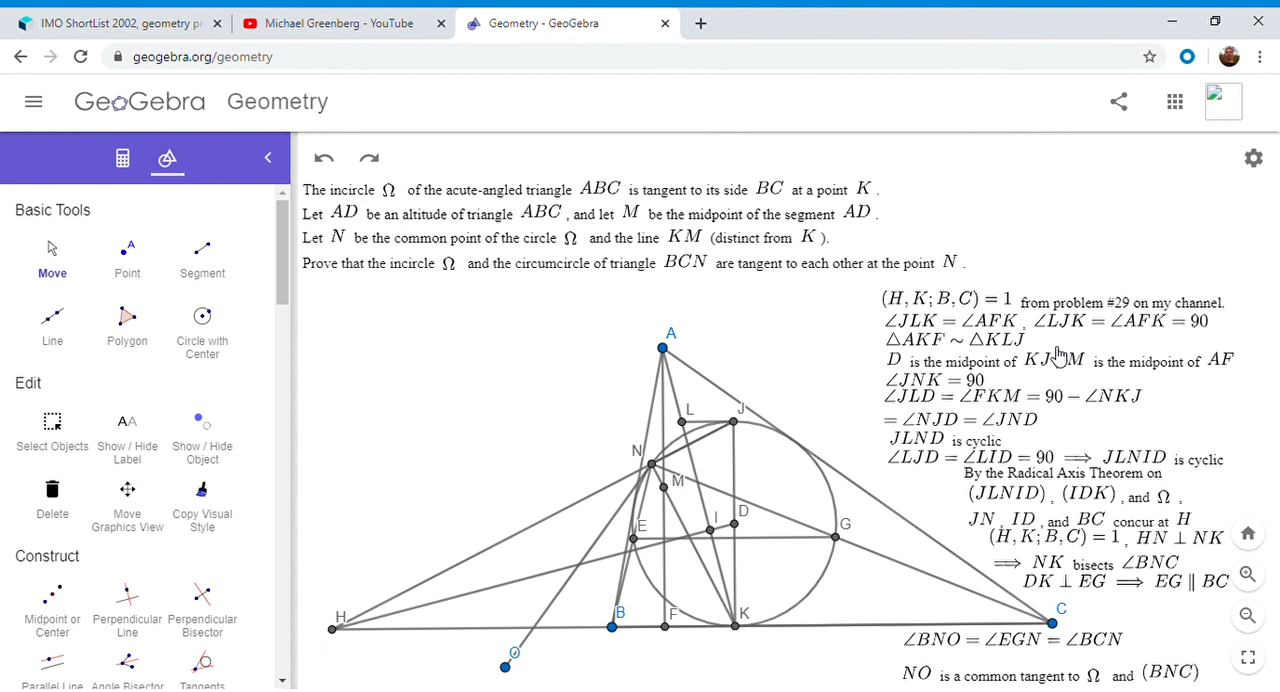 IMO ShortList 2002, geometry pr
Michael Greenberg - YouTube
Geometry - GeoGebra
geogebra.org/geometry
GeoGebra Geometry
Basic Tools
Move Point Segment
Line Polygon Circle with Center
Edit
Select Objects Show / Hide Label Show / Hide Object
Delete Move Graphics View Copy Visual Style
Construct
Midpoint or Center Perpendicular Line Perpendicular Bisector
Parallel Line Angle Bisector Tangents
The incircle Ω of the acute-angled triangle ABC is tangent to its side BC at a point K .
Let AD be an altitude of triangle ABC , and let M be the midpoint of the segment AD .
Let N be the common point of the circle Ω and the line KM (distinct from K ).
Prove that the incircle Ω and the circumcircle of triangle BCN are tangent to each other at the point N .
(H, K; B, C) = 1 from problem #29 on my channel.
∠JLK = ∠AFK , ∠LJK = ∠AFK = 90
△AKF ~ △KLJ
D is the midpoint of KJ M is the midpoint of AF
∠JNK = 90
∠JLD = ∠FKM = 90 − ∠NKJ
= ∠NJD = ∠JND
JLND is cyclic
∠LJD = ∠LID = 90 ⟹ JLNID is cyclic
By the Radical Axis Theorem on
(JLNID) , (IDK) , and Ω ,
JN , ID , and BC concur at H
(H, K; B, C) = 1 , HN ⊥ NK
⟹ NK bisects ∠BNC
DK ⊥ EG ⟹ EG ∥ BC
∠BNO = ∠EGN = ∠BCN
NO is a common tangent to Ω and (BNC)
A
L
J
N
M
I
D
E
G
H
B
F
K
C
O